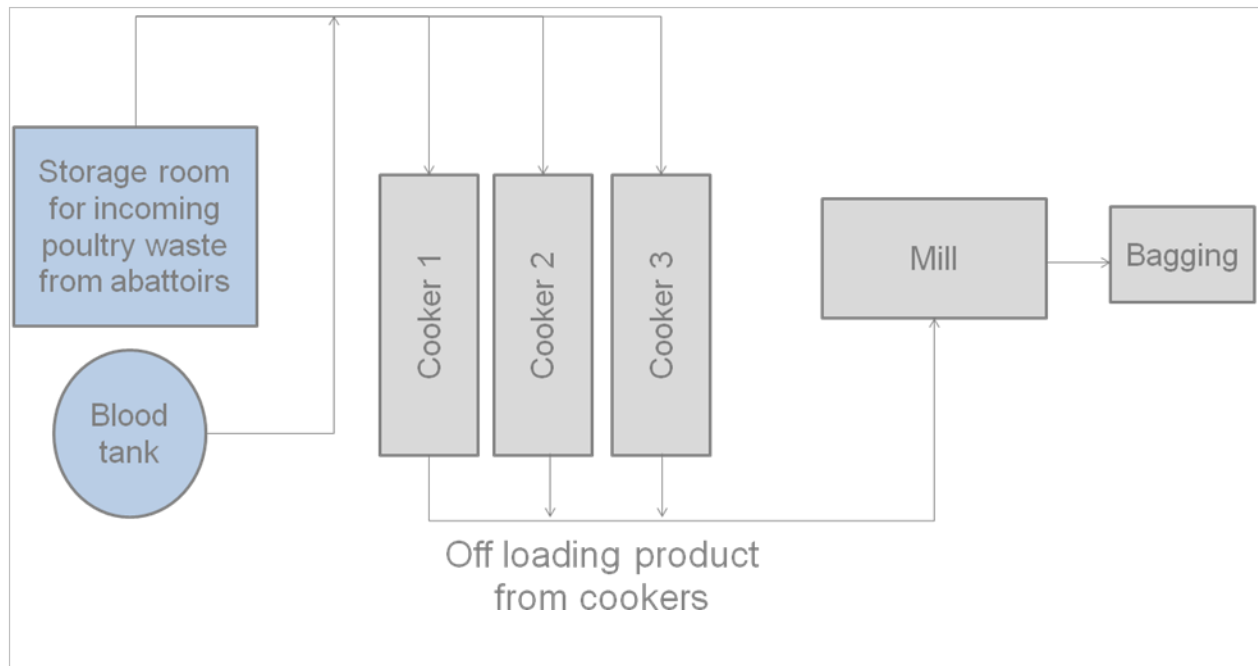 Storage room
for incoming
poultry waste
from abattoirs
Blood
tank
Cooker 1
Cooker 2
Cooker 3
Mill
Bagging
Off loading product
from cookers